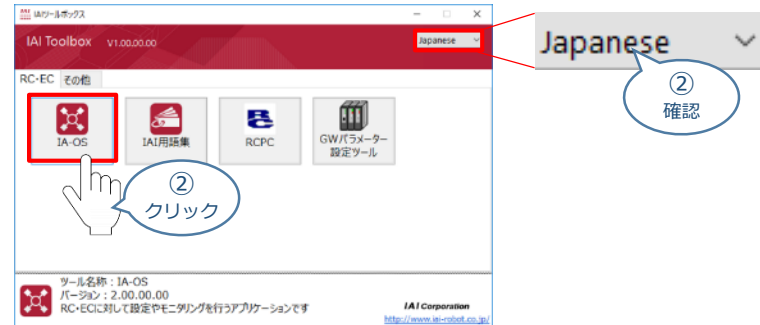 IAIツールボックス
IAI Toolbox V1.00.00.00
Japanese
RC・EC その他
IA-OS
IAI用語集
RCPC
GWパラメーター
設定ツール
②
クリック
Japanese
②
確認
ツール名称 : IA-OS
バージョン : 2.00.00.00
RC・ECに対して設定やモニタリングを行うアプリケーションです
IAI Corporation
http://www.iai-robot.co.jp/